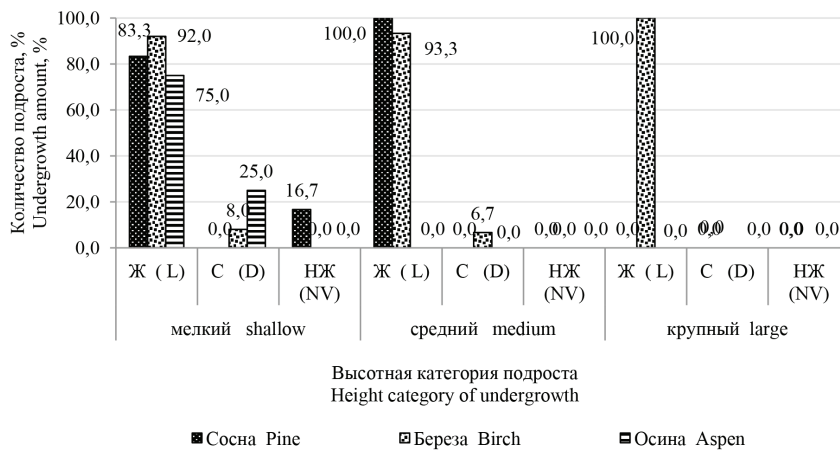 Количество подроста, %
Undergrowth amount, %
100,0
80,0
60,0
40,0
20,0
0,0
83,3
92,0
75,0
0,0
8,0
25,0
16,7
0,0
0,0
100,0
93,3
0,0
0,0
6,7
0,0
0,0
0,0
0,0
0,0
100,0
0,0
0,0
0,0
0,0
0,0
0,0
0,0
Ж ( L)
С (D)
НЖ (NV)
Ж ( L)
С (D)
НЖ (NV)
Ж ( L)
С (D)
НЖ (NV)
мелкий shallow
средний medium
крупный large
Высотная категория подроста
Height category of undergrowth
Сосна Pine
Береза Birch
Осина Aspen